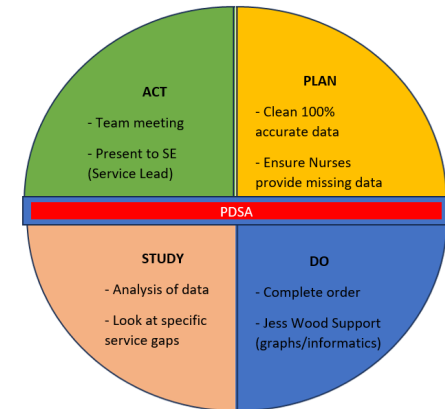 ACT
- Team meeting
- Present to SE
(Service Lead)
PLAN
- Clean 100%
accurate data
- Ensure Nurses
provide missing data
PDSA
STUDY
- Analysis of data
- Look at specific
service gaps
DO
- Complete order
- Jess Wood Support
(graphs/informatics)